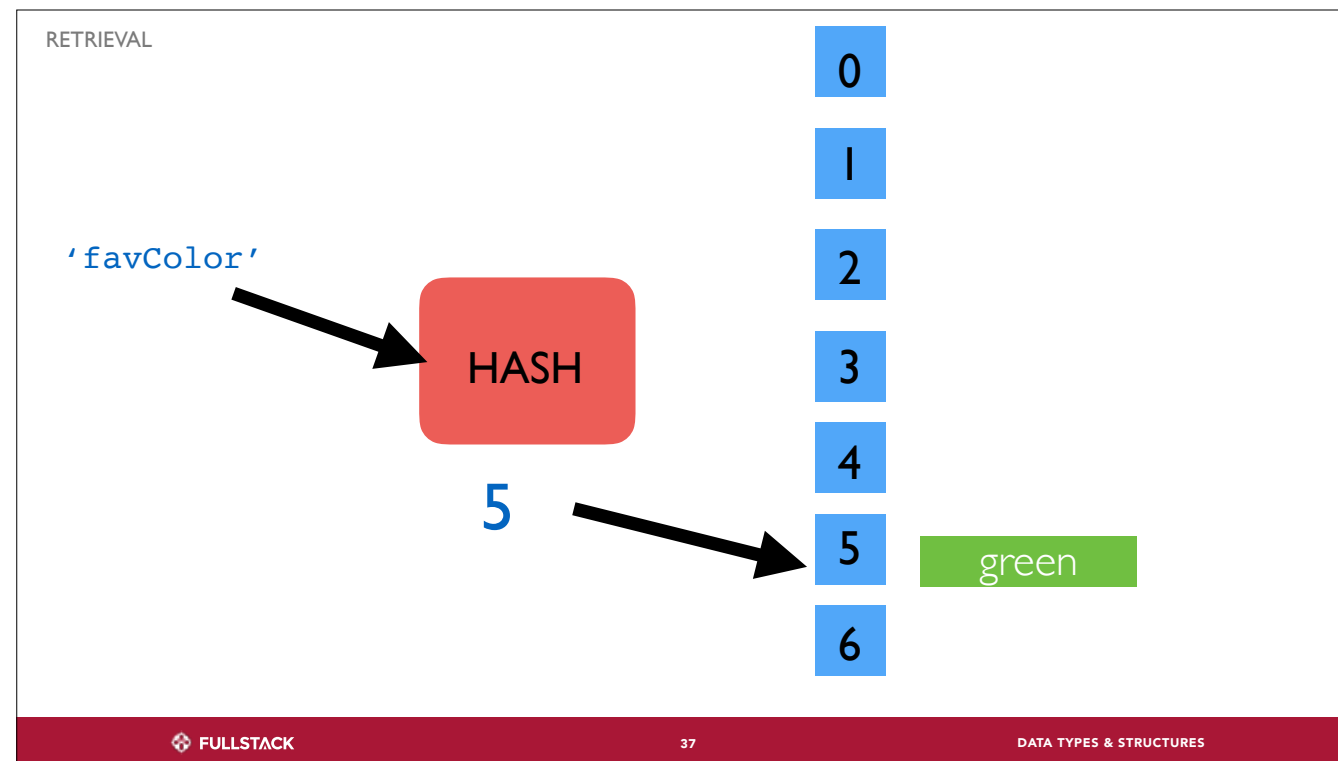 RETRIEVAL
0
1
‘favColor’
2
HASH
3
4
5
5
green
6
FULLSTACK
37
DATA TYPES & STRUCTURES